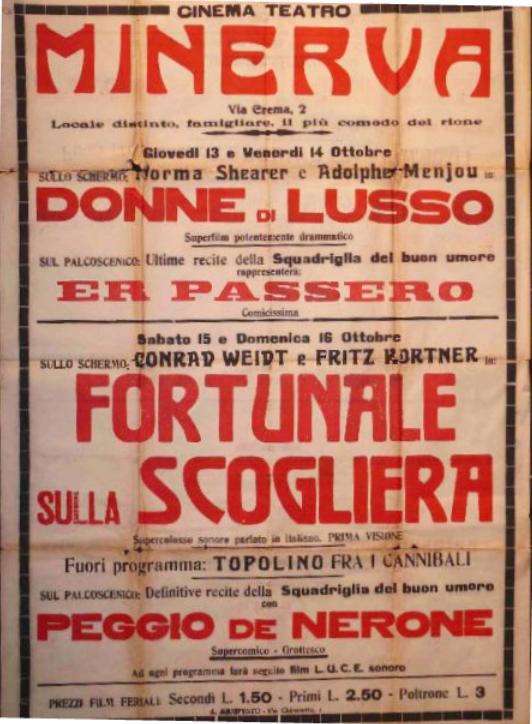 CINEMA TEATRO
MINERVA
Via Crema, 2
Locale distinto, famigliare, il più comodo del rione
Giovedì 13 e Venerdì 14 Ottobre
SULLO SCHERMO: Norma Shearer e Adolphe Menjou in:
DONNE DI LUSSO
Superfilm potentemente drammatico
SUL PALCOSCENICO: Ultime recite della Squadriglia del buon umore
rappresenterà:
ER PASSERO
Comicissima
Sabato 15 e Domenica 16 Ottobre
SULLO SCHERMO: CONRAD WEIDT e FRITZ KORTNER in:
FORTUNALE
SULLA SCOGLIERA
Supercolosso sonoro parlato in italiano. PRIMA VISIONE
Fuori programma: TOPOLINO FRA I CANNIBALI
SUL PALCOSCENICO: Definitive recite della Squadriglia del buon umore
con
PEGGIO DE NERONE
Supercomico - Grottesco
Ad ogni programma farà seguito film L.U.C.E. sonoro
PREZZI FILM FERIALI: Secondi L. 1.50 - Primi L. 2.50 - Poltrone L. 3